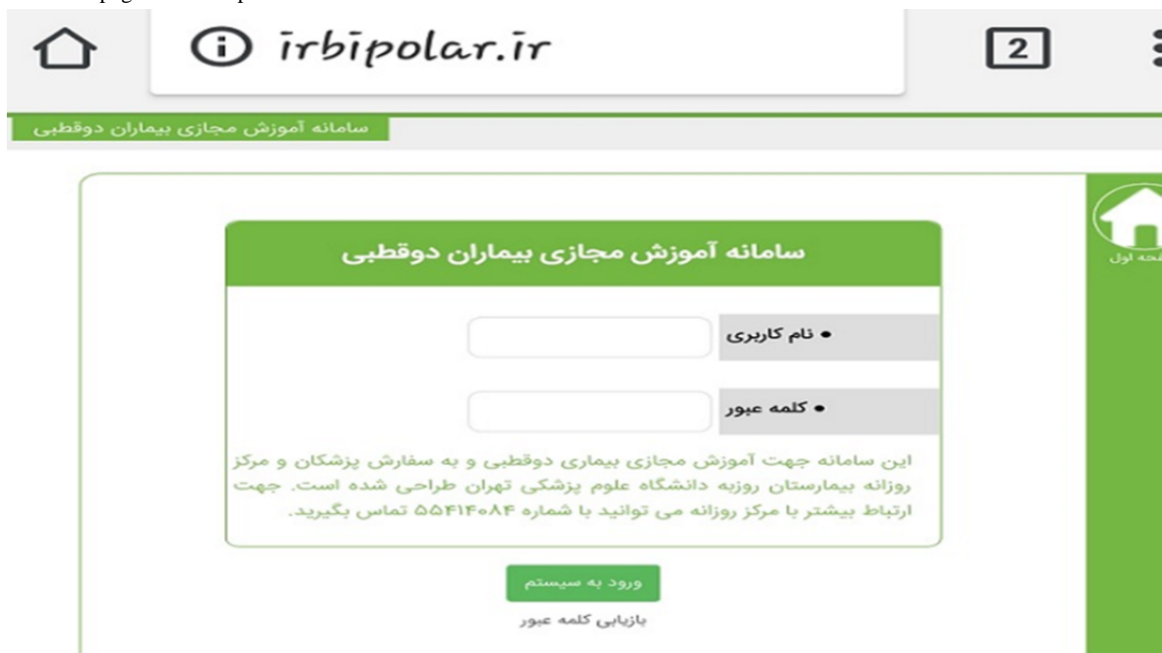 irbipolar.ir
2
سامانه آموزش مجازی بیماران دوقطبی
سامانه آموزش مجازی بیماران دوقطبی
اول
• نام کاربری
• کلمه عبور
این سامانه جهت آموزش مجازی بیماری دوقطبی و به سفارش پزشکان و مرکز
روزانه بیمارستان روزبه دانشگاه علوم پزشکی تهران طراحی شده است. جهت
ارتباط بیشتر با مرکز روزانه می توانید با شماره ۵۵۴۱۴۰۸۴ تماس بگیرید.
ورود به سیستم
بازیابی کلمه عبور